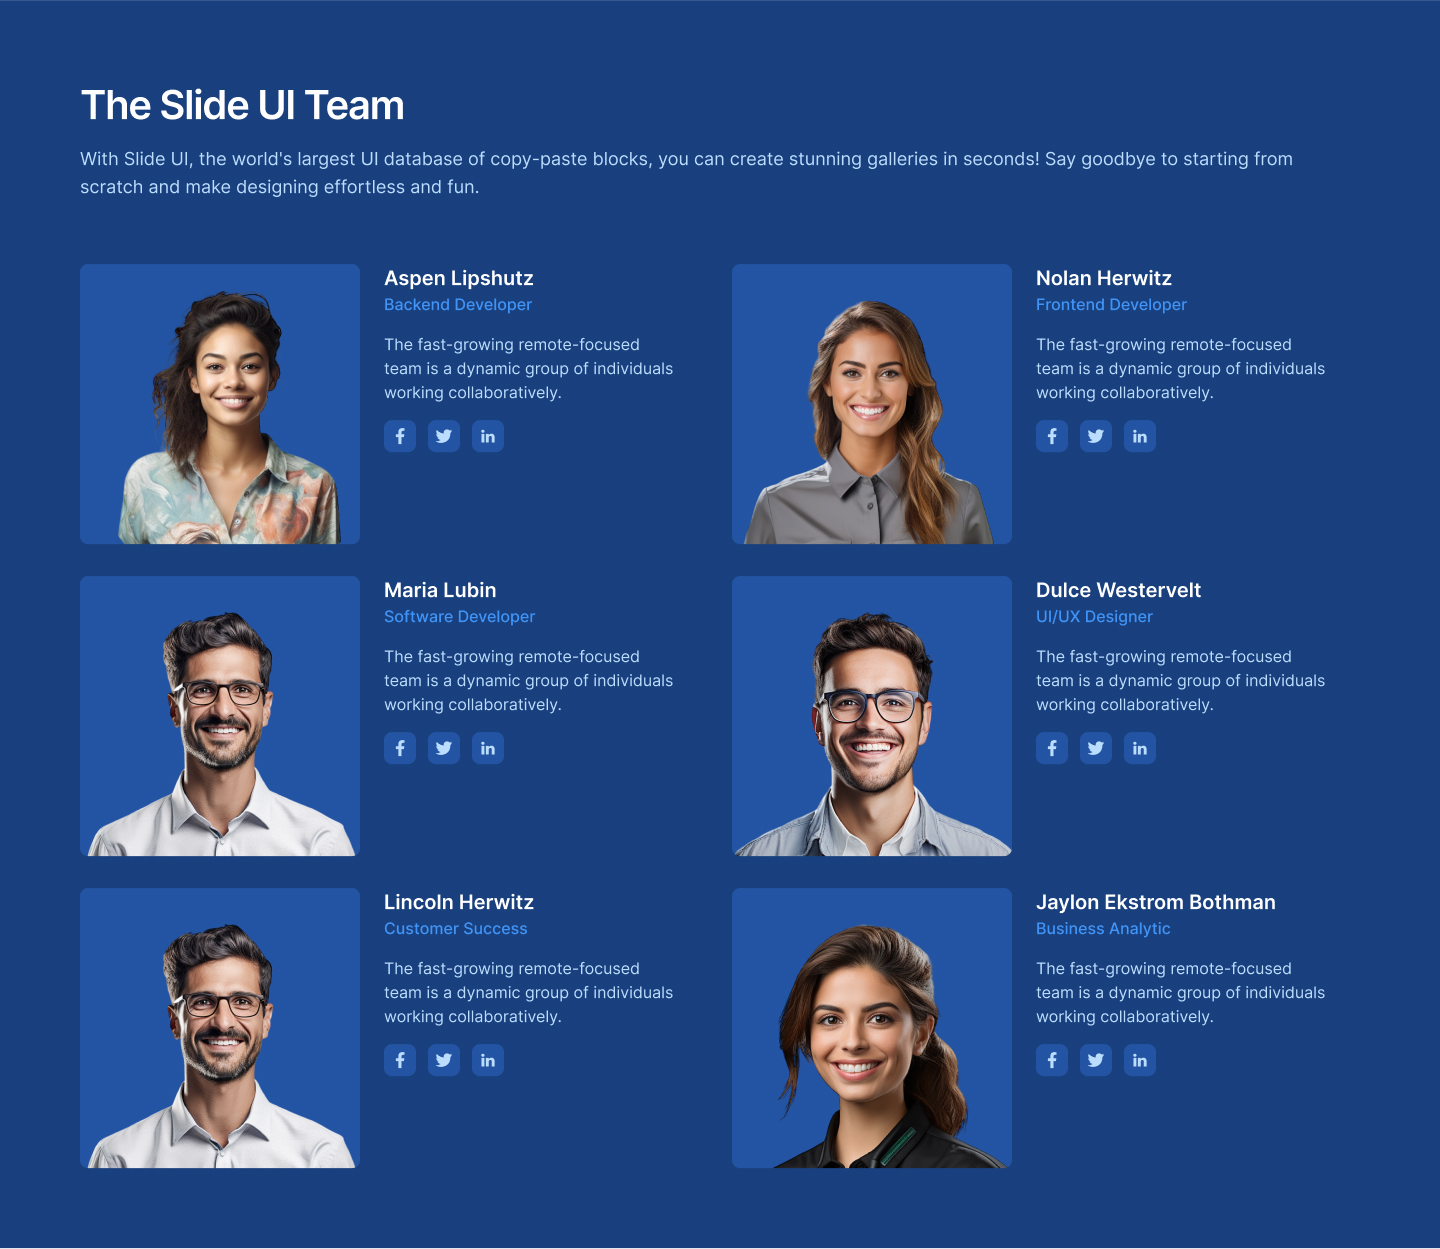 The Slide UI Team
With Slide UI, the world's largest UI database of copy-paste blocks, you can create stunning galleries in seconds! Say goodbye to starting from
scratch and make designing effortless and fun.
Aspen Lipshutz
Backend Developer
The fast-growing remote-focused
team is a dynamic group of individuals
working collaboratively.
in
Nolan Herwitz
Frontend Developer
The fast-growing remote-focused
team is a dynamic group of individuals
working collaboratively.
in
Maria Lubin
Software Developer
The fast-growing remote-focused
team is a dynamic group of individuals
working collaboratively.
in
Dulce Westervelt
UI/UX Designer
The fast-growing remote-focused
team is a dynamic group of individuals
working collaboratively.
in
Lincoln Herwitz
Customer Success
The fast-growing remote-focused
team is a dynamic group of individuals
working collaboratively.
in
Jaylon Ekstrom Bothman
Business Analytic
The fast-growing remote-focused
team is a dynamic group of individuals
working collaboratively.
in